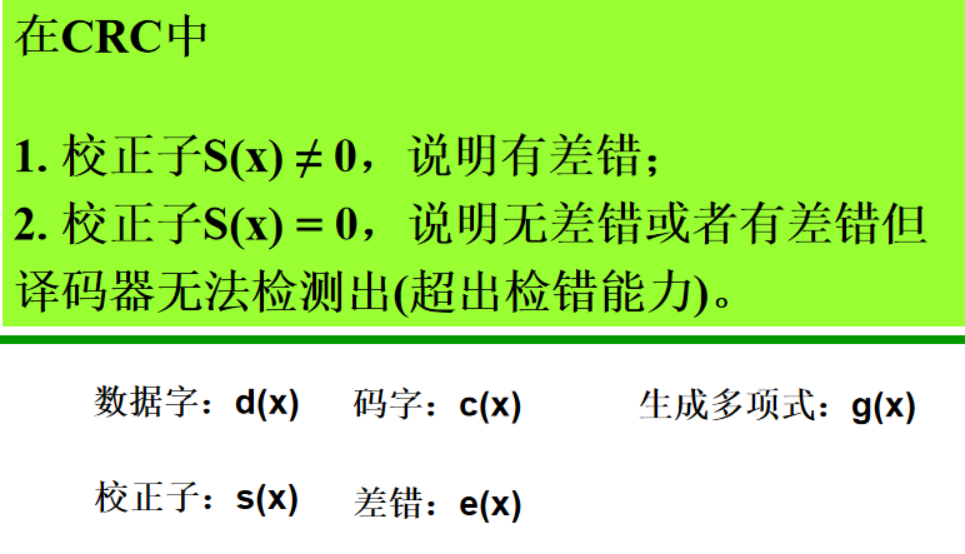 在CRC中
1. 校正子S(x) ≠ 0，说明有差错；
2. 校正子S(x) = 0，说明无差错或者有差错但
译码器无法检测出(超出检错能力)。
数据字：d(x) 码字：c(x) 生成多项式：g(x)
校正子：s(x) 差错：e(x)